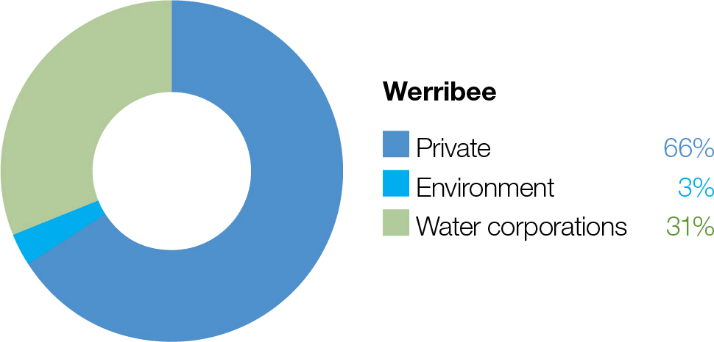 Werribee
Private 66%
Environment 3%
Water corporations 31%